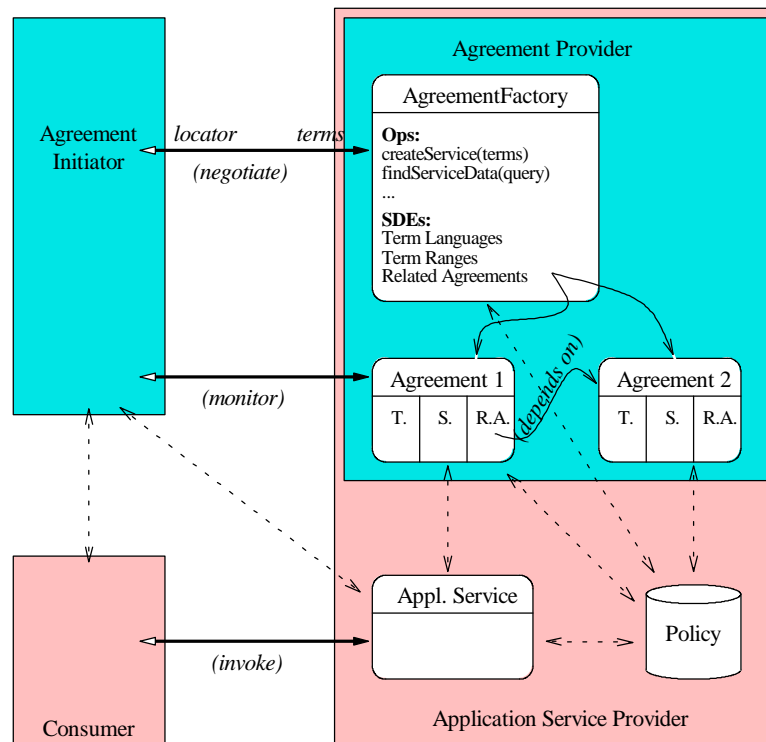 Agreement Provider
AgreementFactory
Ops:
createService(terms)
findServiceData(query)
...
SDEs:
Term Languages
Term Ranges
Related Agreements
Agreement
Initiator
locator terms
(negotiate)
(monitor)
Agreement 1
T. S. R.A.
(depends on)
Agreement 2
T. S. R.A.
Appl. Service
Policy
(invoke)
Consumer
Application Service Provider